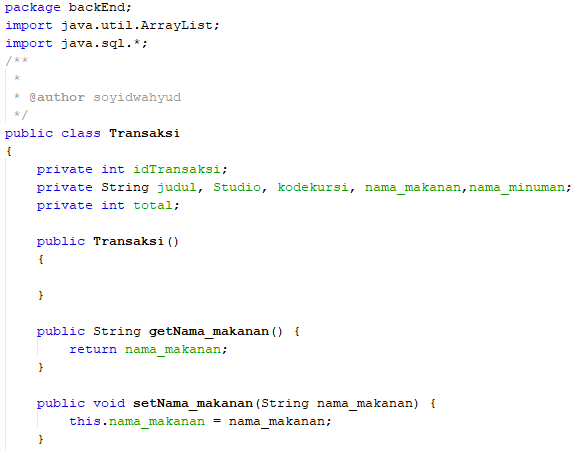 package backEnd;
import java.util.ArrayList;
import java.sql.*;
/**
 *
 * @author soyidwahyud
 */
public class Transaksi
{
    private int idTransaksi;
    private String judul, Studio, kodekursi, nama_makanan,nama_minuman;
    private int total;

    public Transaksi()
    {

    }

    public String getNama_makanan() {
        return nama_makanan;
    }

    public void setNama_makanan(String nama_makanan) {
        this.nama_makanan = nama_makanan;
    }